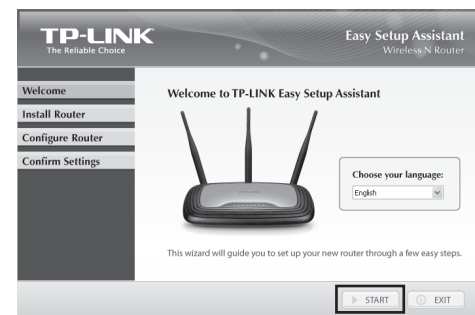 TP-LINK
The Reliable Choice
Easy Setup Assistant
Wireless N Router
Welcome
Install Router
Configure Router
Confirm Settings
Welcome to TP-LINK Easy Setup Assistant
Choose your language:
English
This wizard will guide you to set up your new router through a few easy steps.
START
EXIT